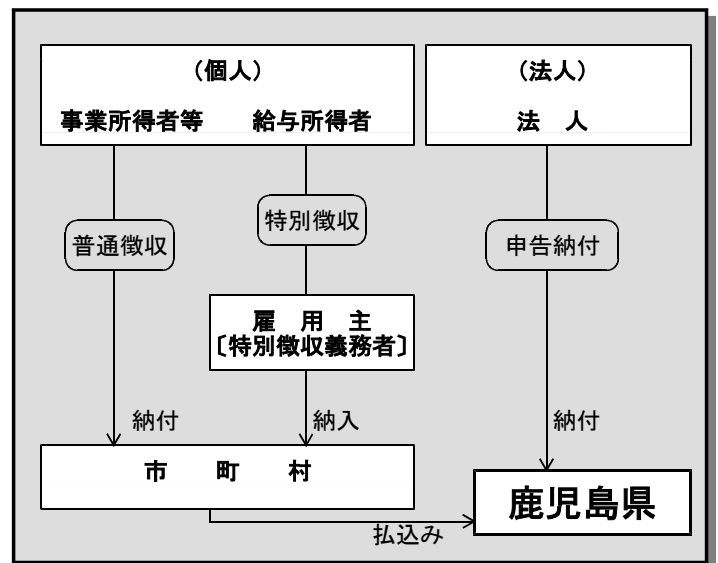 （個人）
事業所得者等　給与所得者
（法人）
法　人
普通徴収
特別徴収
申告納付
雇　用　主
〔特別徴収義務者〕
納付
納入
納付
市　町　村
鹿児島県
払込み